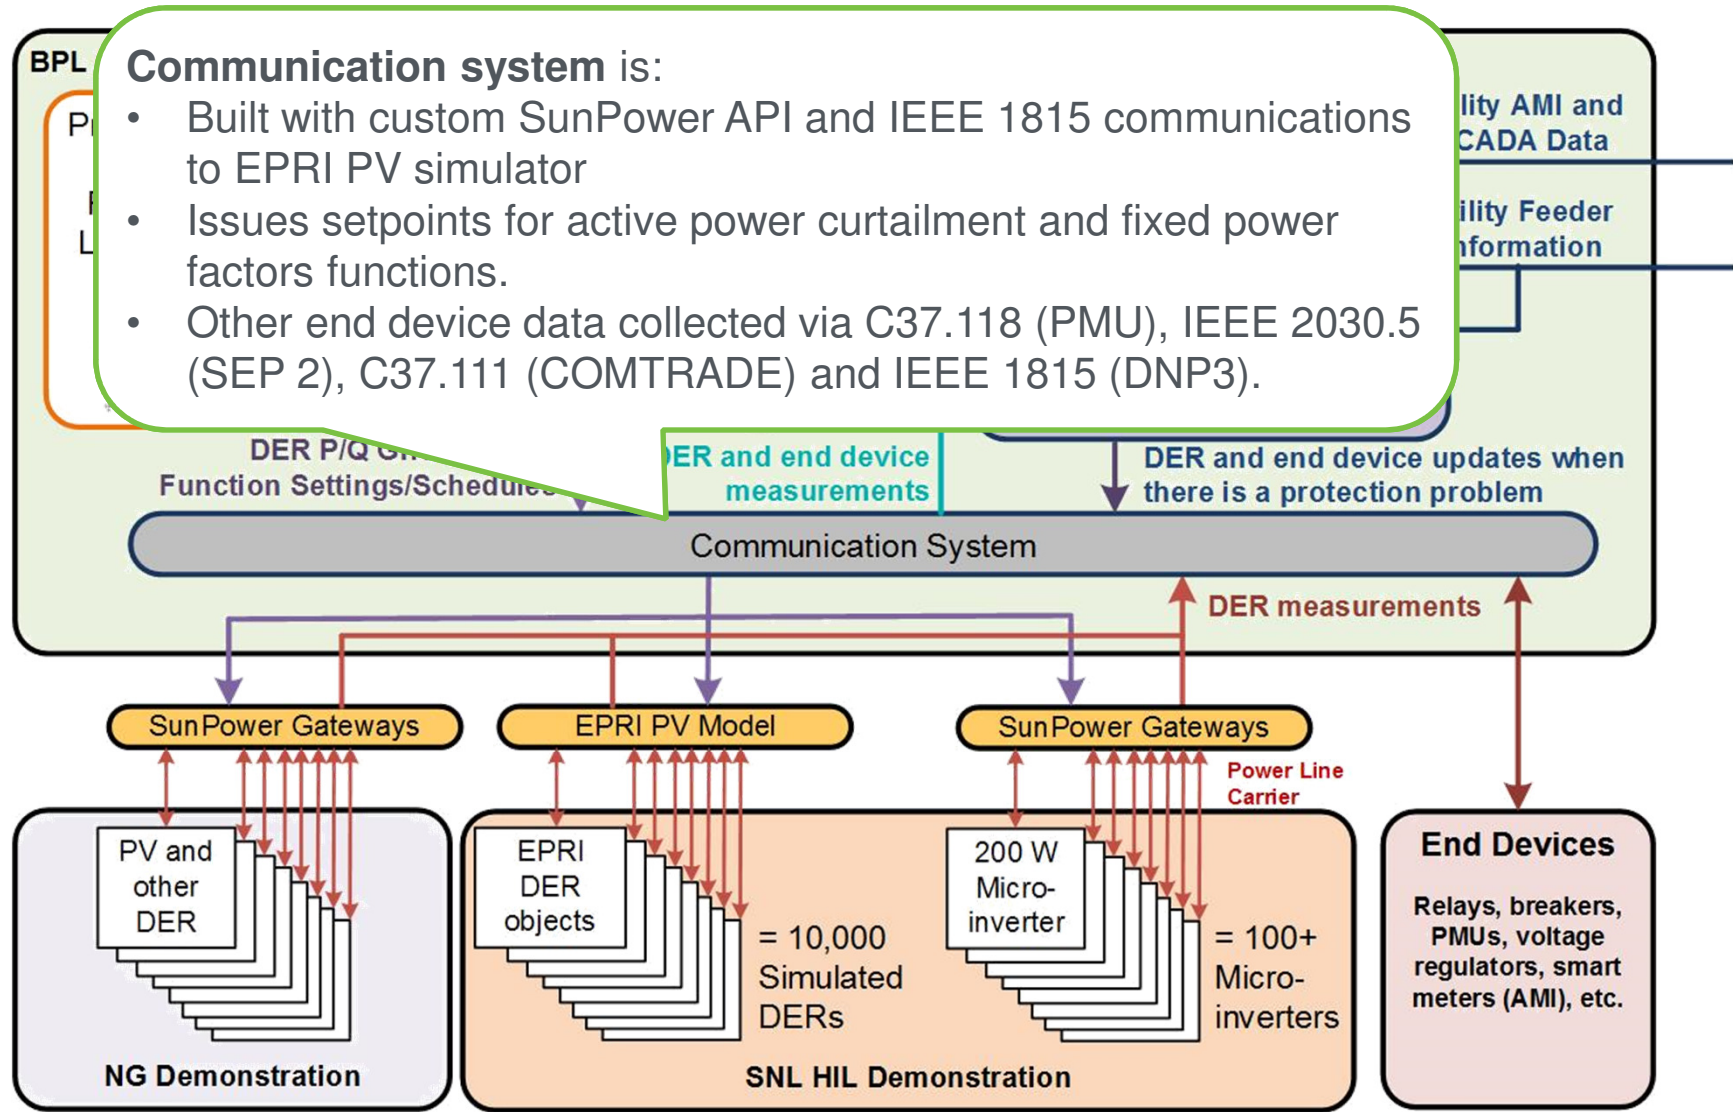 BPL
Communication system is:
• Built with custom SunPower API and IEEE 1815 communications
to EPRI PV simulator
• Issues setpoints for active power curtailment and fixed power
factors functions.
• Other end device data collected via C37.118 (PMU), IEEE 2030.5
(SEP 2), C37.111 (COMTRADE) and IEEE 1815 (DNP3).
lity AMI and
CADA Data
ility Feeder
nformation
DER P/Q
Function Settings/Schedules
DER and end device
measurements
DER and end device updates when
there is a protection problem
Communication System
DER measurements
SunPower Gateways
EPRI PV Model
SunPower Gateways
Power Line
Carrier
PV and
other
DER
NG Demonstration
EPRI
DER
objects
= 10,000
Simulated
DERs
200 W
Micro-
inverter
= 100+
Micro-
inverters
SNL HIL Demonstration
End Devices
Relays, breakers,
PMUs, voltage
regulators, smart
meters (AMI), etc.